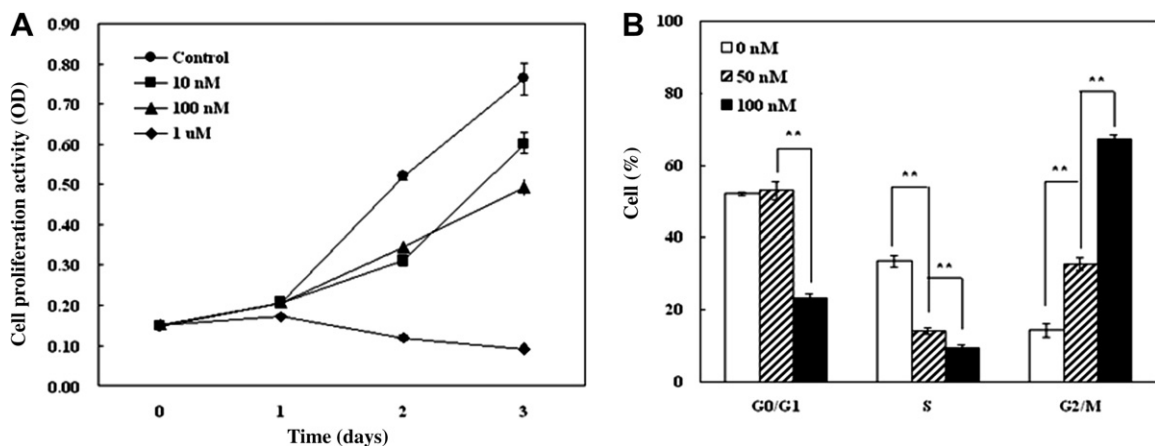 A
Cell proliferation activity (OD)
0.90
0.80
0.70
0.60
0.50
0.40
0.30
0.20
0.10
0.00
Control
10 nM
100 nM
1 uM
0 1 2 3
Time (days)
B
Cell (%)
100
80
60
40
20
0
0 nM
50 nM
100 nM
**
**
**
**
**
G0/G1 S G2/M